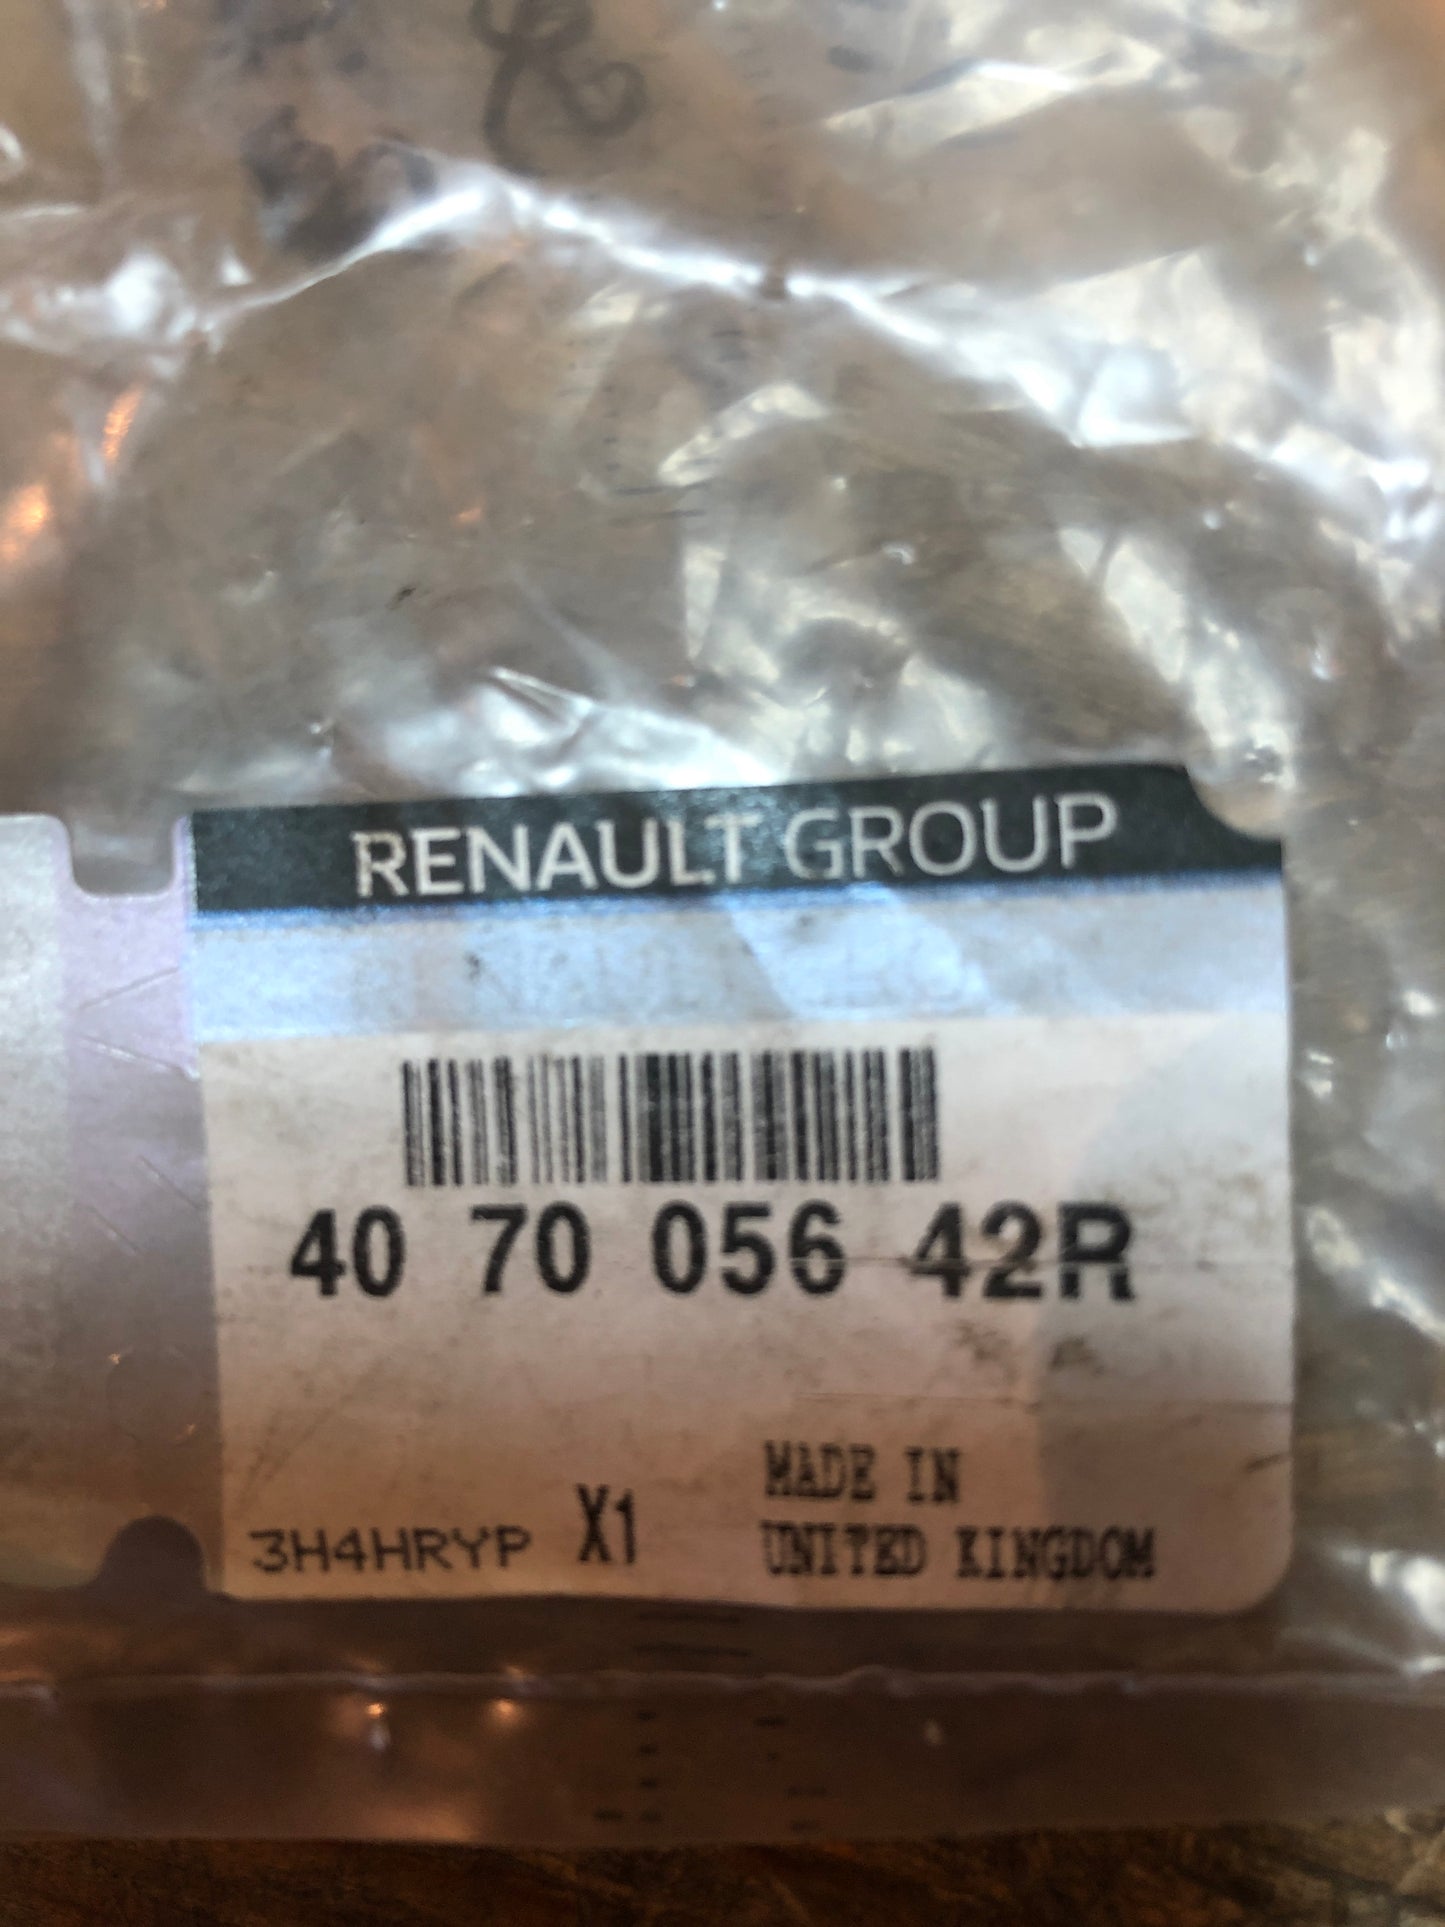 RENAULT GROUP
40 70 056 42R
3H4HRYP X1
MADE IN
UNITED KINGDOM